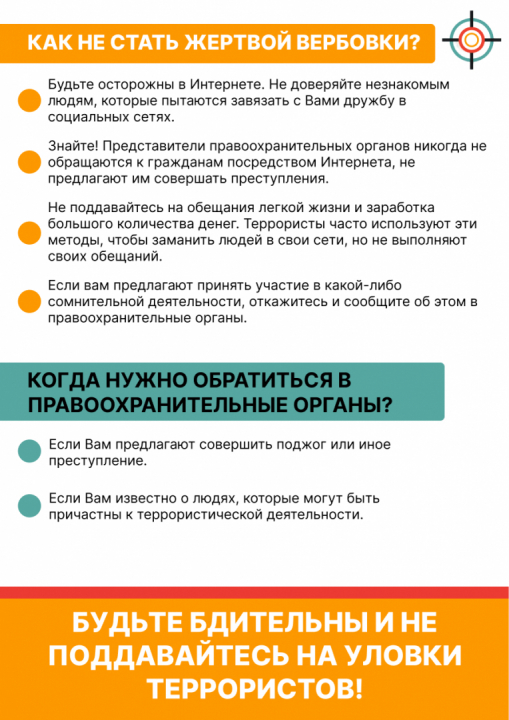 КАК НЕ СТАТЬ ЖЕРТВОЙ ВЕРБОВКИ?
Будьте осторожны в Интернете. Не доверяйте незнакомым
людям, которые пытаются завязать с Вами дружбу в
социальных сетях.
Знайте! Представители правоохранительных органов никогда не
обращаются к гражданам посредством Интернета, не
предлагают им совершать преступления.
Не поддавайтесь на обещания легкой жизни и заработка
большого количества денег. Террористы часто используют эти
методы, чтобы заманить людей в свои сети, но не выполняют
своих обещаний.
Если вам предлагают принять участие в какой-либо
сомнительной деятельности, откажитесь и сообщите об этом в
правоохранительные органы.
КОГДА НУЖНО ОБРАТИТЬСЯ В
ПРАВООХРАНИТЕЛЬНЫЕ ОРГАНЫ?
Если Вам предлагают совершить поджог или иное
преступление.
Если Вам известно о людях, которые могут быть
причастны к террористической деятельности.
БУДЬТЕ БДИТЕЛЬНЫ И НЕ
ПОДДАВАЙТЕСЬ НА УЛОВКИ
ТЕРРОРИСТОВ!